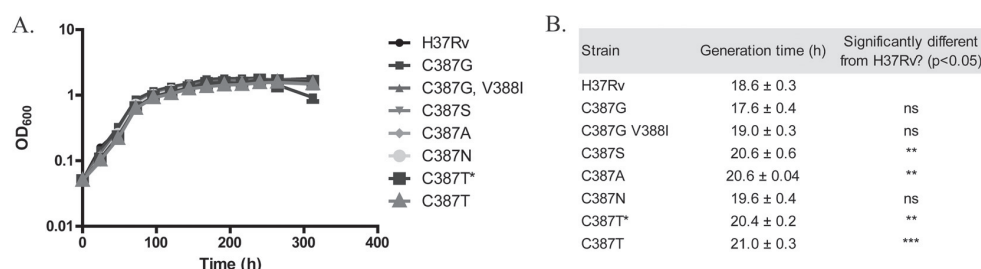 A.
OD600
10
1
0.1
0.01
0
100
200
300
400
Time (h)
H37Rv
C387G
C387G, V388I
C387S
C387A
C387N
C387T*
C387T
B.
Strain Generation time (h) Significantly different from H37Rv? (p<0.05)
H37Rv 18.6 ± 0.3
C387G 17.6 ± 0.4 ns
C387G V388I 19.0 ± 0.3 ns
C387S 20.6 ± 0.6 **
C387A 20.6 ± 0.04 **
C387N 19.6 ± 0.4 ns
C387T* 20.4 ± 0.2 **
C387T 21.0 ± 0.3 ***